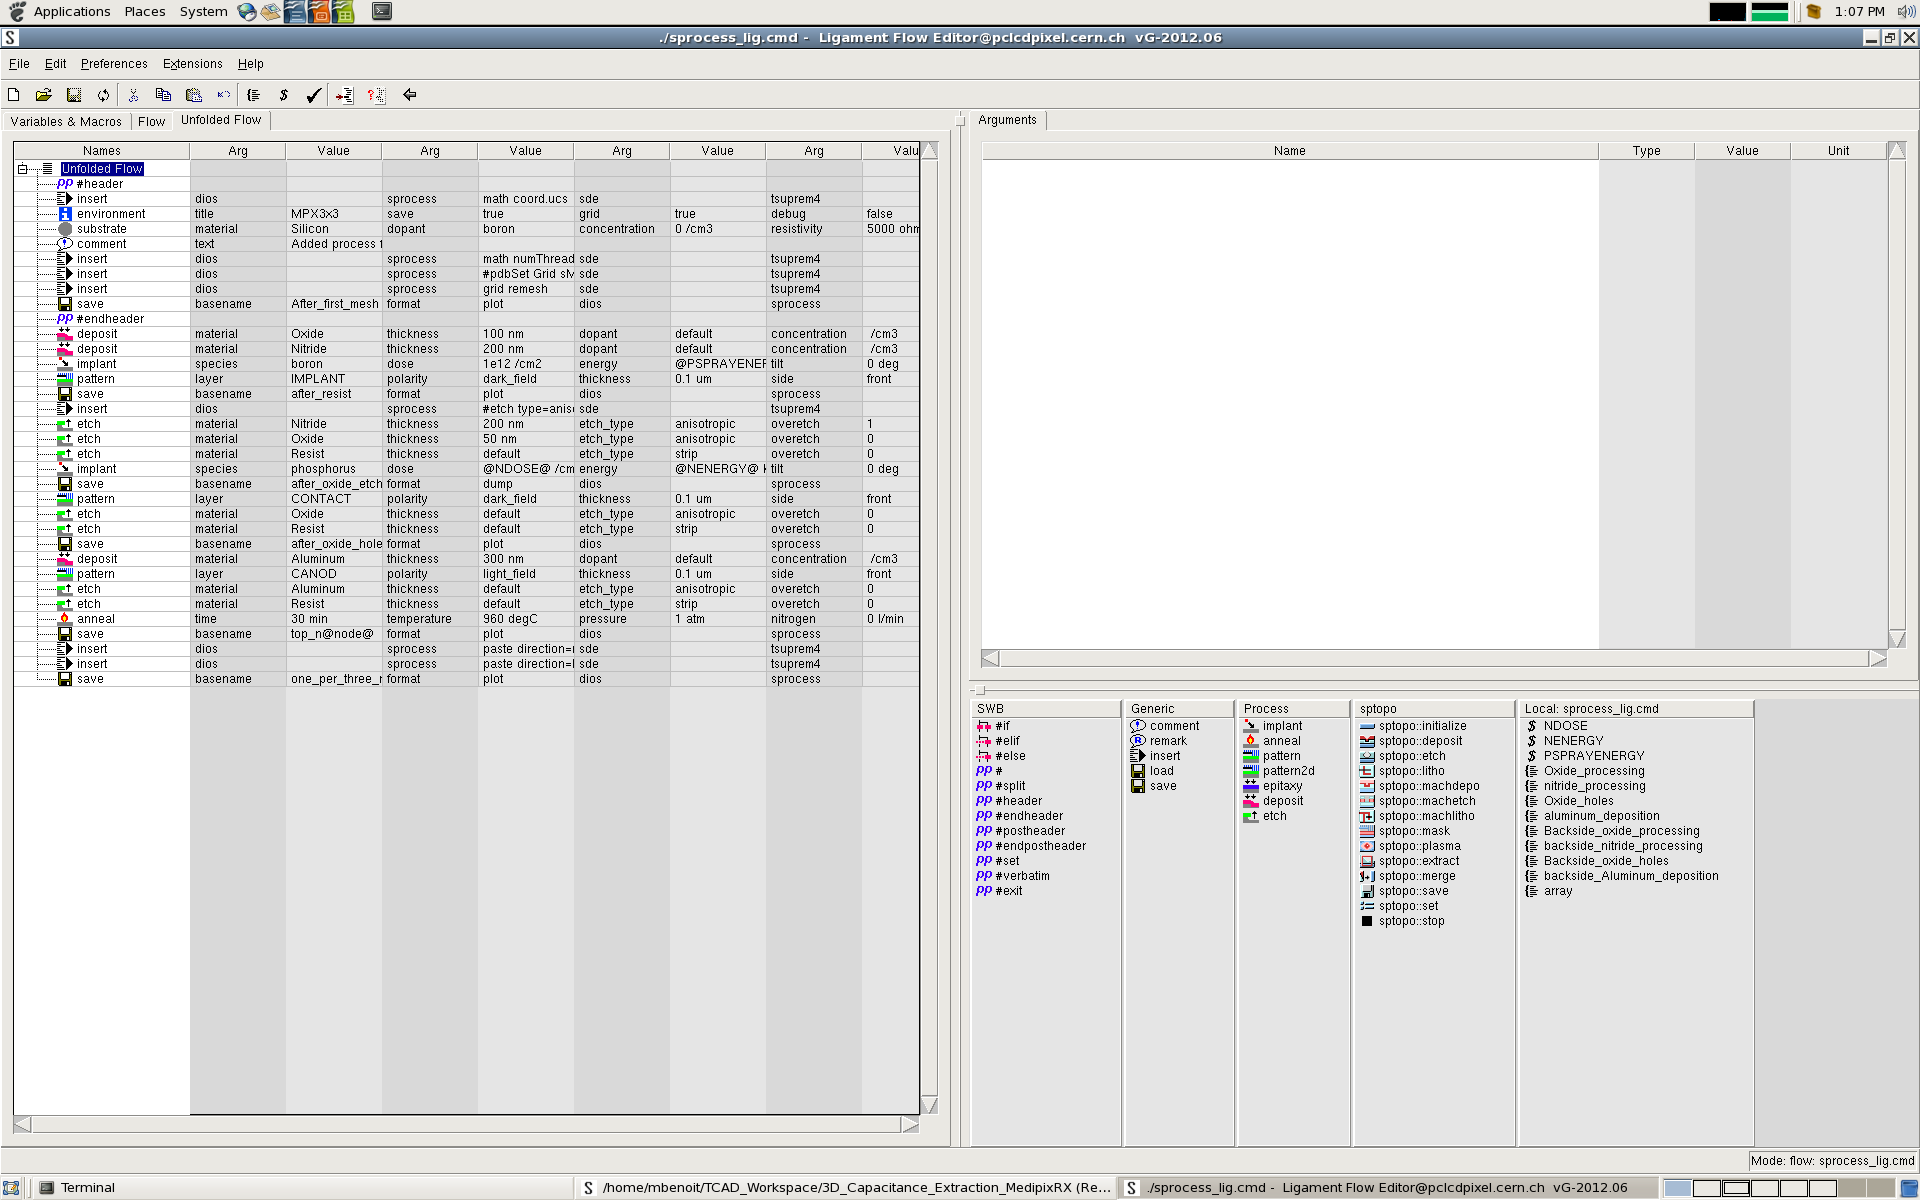 Applications Places System 1:07 PM
./sprocess_lig.cmd - Ligament Flow Editor@pclcdpixel.cern.ch vG-2012.06
File Edit Preferences Extensions Help
Variables & Macros Flow Unfolded Flow
Names Arg Value Arg Value Arg Value Arg Valu
Unfolded Flow
#header
insert dios sprocess math coord.ucs sde tsuprem4
environment title MPX3x3 save true grid true debug false
substrate material Silicon dopant boron concentration 0 /cm3 resistivity 5000 ohm
comment text Added process
insert dios sprocess math numThread sde tsuprem4
insert dios sprocess #pdbSet Grid sM sde tsuprem4
insert dios sprocess grid remesh sde tsuprem4
save basename After_first_mesh format plot dios sprocess
#endheader
deposit material Oxide thickness 100 nm dopant default concentration /cm3
deposit material Nitride thickness 200 nm dopant default concentration /cm3
implant species boron dose 1e12 /cm2 energy @PSPRAYENER tilt 0 deg
pattern layer IMPLANT polarity dark_field thickness 0.1 um side front
save basename after_resist format plot dios sprocess
insert dios sprocess #etch type=anis sde tsuprem4
etch material Nitride thickness 200 nm etch_type anisotropic overetch 1
etch material Oxide thickness 50 nm etch_type anisotropic overetch 0
etch material Resist thickness default etch_type strip overetch 0
implant species phosphorus dose @NDOSE@ /cm energy @NENERGY@ tilt 0 deg
save basename after_oxide_etch format dump dios sprocess
pattern layer CONTACT polarity dark_field thickness 0.1 um side front
etch material Oxide thickness default etch_type anisotropic overetch 0
etch material Resist thickness default etch_type strip overetch 0
save basename after_oxide_hole format plot dios sprocess
deposit material Aluminum thickness 300 nm dopant default concentration /cm3
pattern layer CANOD polarity light_field thickness 0.1 um side front
etch material Aluminum thickness default etch_type anisotropic overetch 0
etch material Resist thickness default etch_type strip overetch 0
anneal time 30 min temperature 960 degC pressure 1 atm nitrogen 0 l/min
save basename top_n@node@ format plot dios sprocess
insert dios sprocess paste direction= sde tsuprem4
insert dios sprocess paste direction= sde tsuprem4
save basename one_per_three_ format plot dios sprocess
Arguments
Name Type Value Unit
SWB
#if
#elif
#else
#
#split
#header
#endheader
#postheader
#endpostheader
#set
#verbatim
#exit
Generic
comment
remark
insert
load
save
Process
implant
anneal
pattern
pattern2d
epitaxy
deposit
etch
sptopo
sptopo::initialize
sptopo::deposit
sptopo::etch
sptopo::litho
sptopo::machdepo
sptopo::machetch
sptopo::machlitho
sptopo::mask
sptopo::plasma
sptopo::extract
sptopo::merge
sptopo::save
sptopo::set
sptopo::stop
Local: sprocess_lig.cmd
NDOSE
NENERGY
PSPRAYENERGY
Oxide_processing
nitride_processing
Oxide_holes
aluminum_deposition
Backside_oxide_processing
backside_nitride_processing
Backside_oxide_holes
backside_Aluminum_deposition
array
Mode: flow: sprocess_lig.cmd
Terminal /home/mbenoit/TCAD_Workspace/3D_Capacitance_Extraction_MedipixRX (Re... ./sprocess_lig.cmd - Ligament Flow Editor@pclcdpixel.cern.ch vG-2012.06